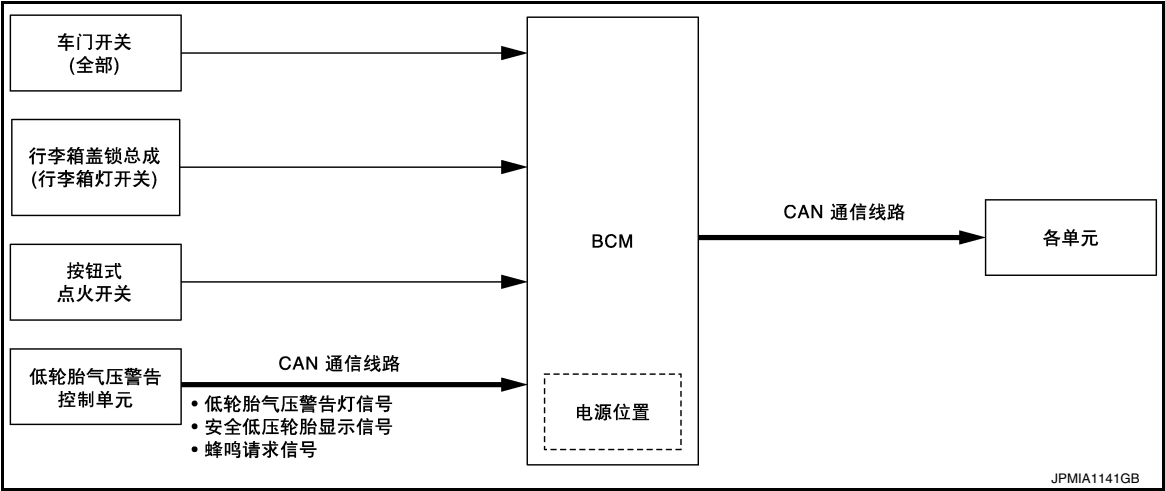 车门开关
(全部)
行李箱盖锁总成
(行李箱灯开关)
按钮式
点火开关
低轮胎气压警告
控制单元
CAN 通信线路
• 低轮胎气压警告灯信号
• 安全低压轮胎显示信号
• 蜂鸣请求信号
BCM
电源位置
CAN 通信线路
各单元
JPMIA1141GB